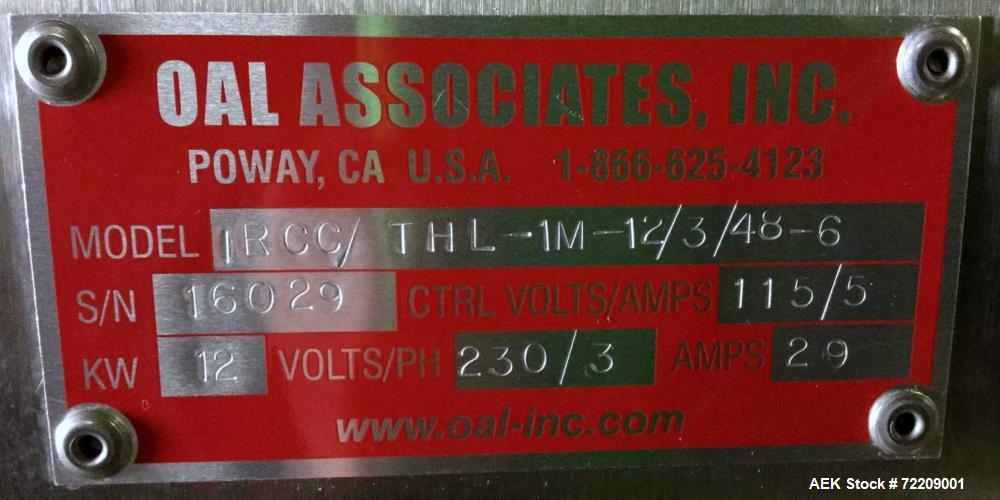 OAL ASSOCIATES, INC.
POWAY, CA U.S.A. 1-866-625-4123
MODEL IRCC/THL-1M-12/3/48-6
S/N 16029 CTRL VOLTS/AMPS 115/5
KW 12 VOLTS/PH 230/3 AMPS 29
www.oal-inc.com
AEK Stock # 72209001